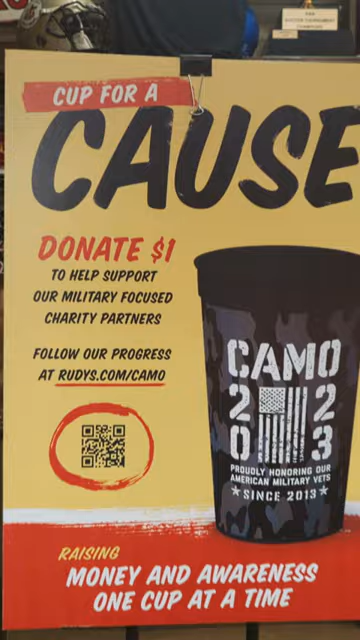 CUP FOR A
CAUSE
DONATE $1
TO HELP SUPPORT
OUR MILITARY FOCUSED
CHARITY PARTNERS
FOLLOW OUR PROGRESS
AT RUDYS.COM/CAMO
CAMO
2 2
0 3
PROUDLY HONORING OUR
AMERICAN MILITARY VETS
★SINCE 2013★
RAISING
MONEY AND AWARENESS
ONE CUP AT A TIME